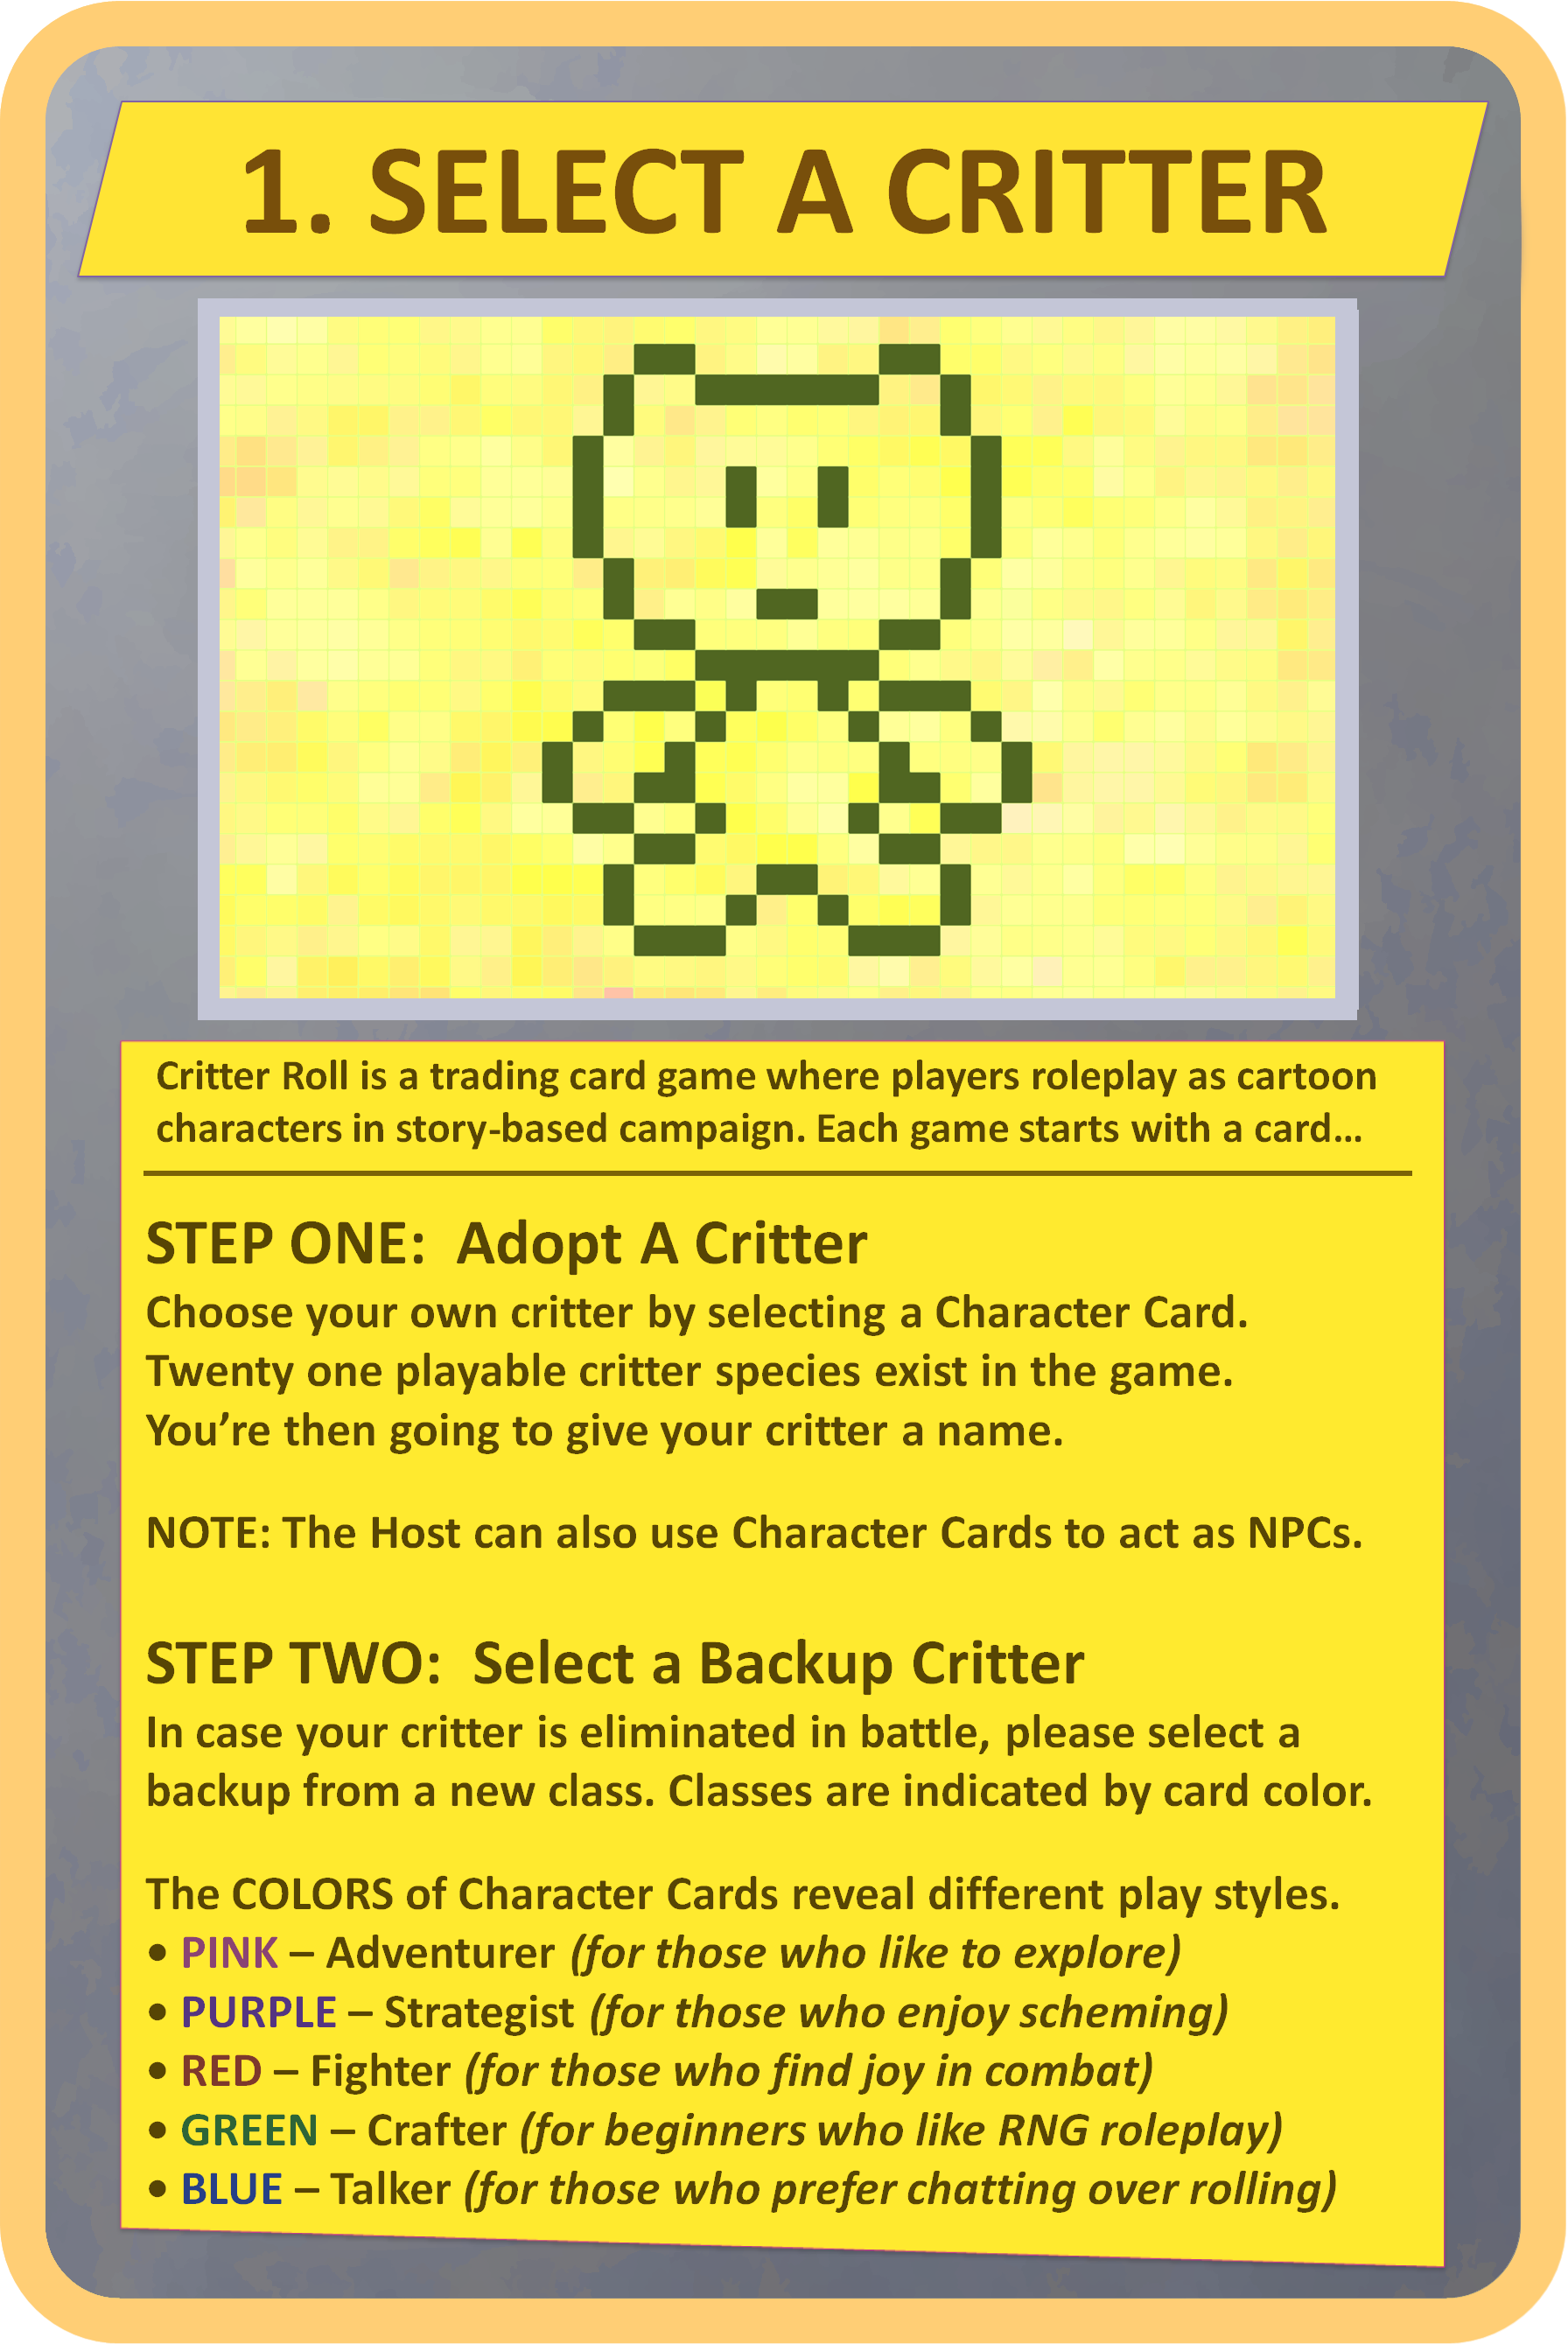 1. SELECT A CRITTER
Critter Roll is a trading card game where players roleplay as cartoon
characters in story-based campaign. Each game starts with a card...
STEP ONE:  Adopt A Critter
Choose your own critter by selecting a Character Card.
Twenty one playable critter species exist in the game.
You’re then going to give your critter a name.
NOTE: The Host can also use Character Cards to act as NPCs.
STEP TWO:  Select a Backup Critter
In case your critter is eliminated in battle, please select a
backup from a new class. Classes are indicated by card color.
The COLORS of Character Cards reveal different play styles.
• PINK – Adventurer (for those who like to explore)
• PURPLE – Strategist (for those who enjoy scheming)
• RED – Fighter (for those who find joy in combat)
• GREEN – Crafter (for beginners who like RNG roleplay)
• BLUE – Talker (for those who prefer chatting over rolling)